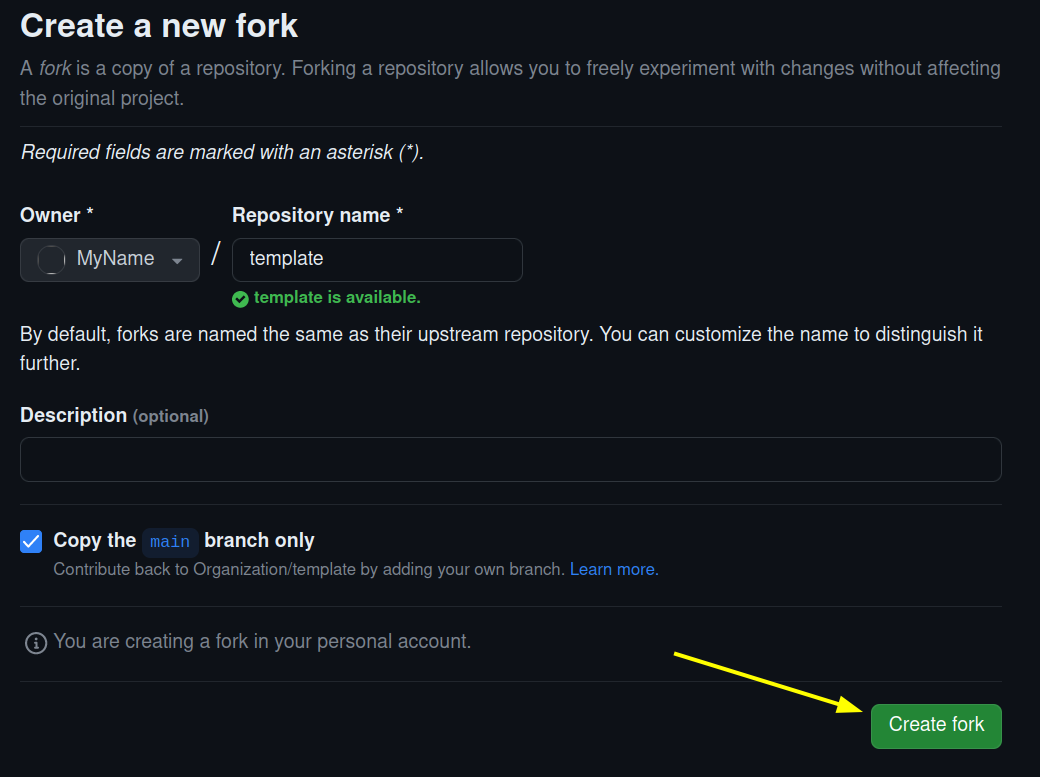 Create a new fork
A fork is a copy of a repository. Forking a repository allows you to freely experiment with changes without affecting
the original project.
Required fields are marked with an asterisk (*).
Owner * Repository name *
MyName / template
template is available.
By default, forks are named the same as their upstream repository. You can customize the name to distinguish it
further.
Description (optional)
Copy the main branch only
Contribute back to Organization/template by adding your own branch. Learn more.
You are creating a fork in your personal account.
Create fork